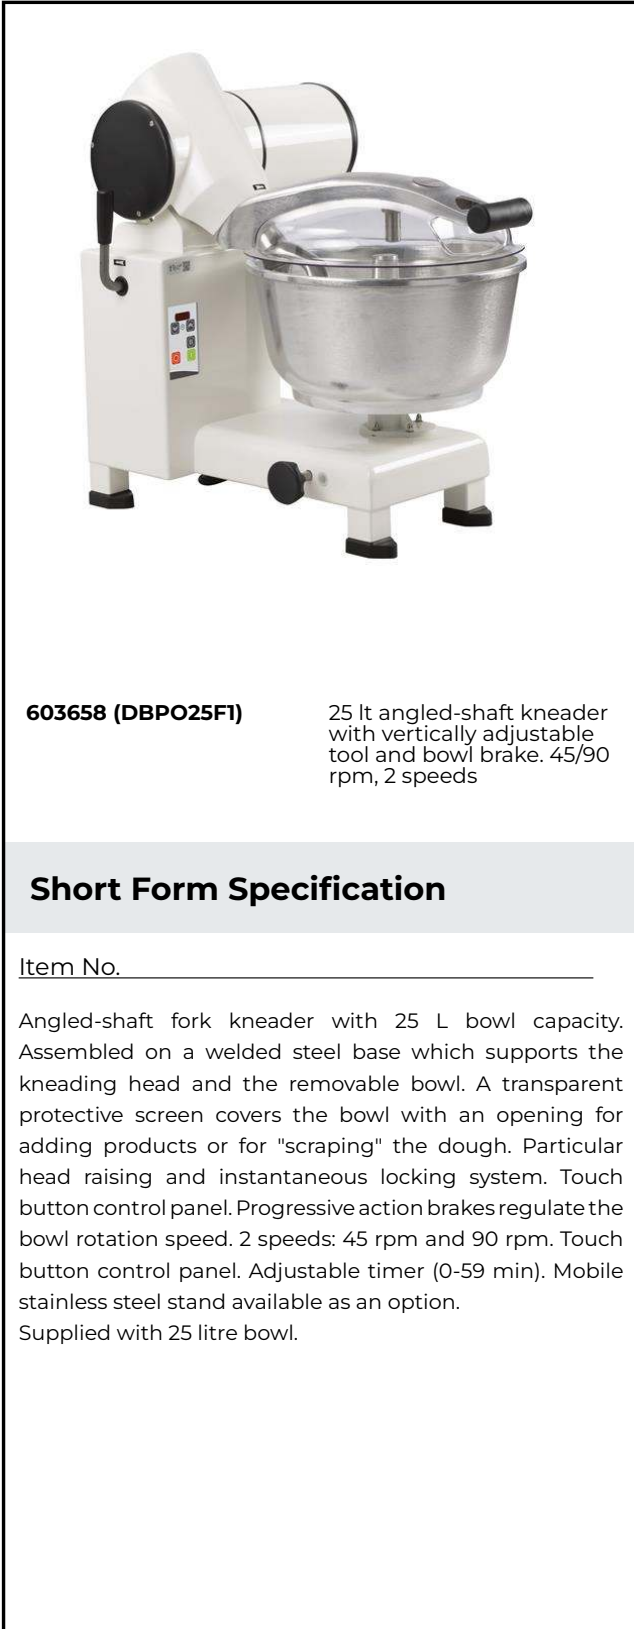 603658 (DBPO25F1)
25 lt angled-shaft kneader
with vertically adjustable
tool and bowl brake. 45/90
rpm, 2 speeds
Short Form Specification
Item No.
Angled-shaft fork kneader with 25 L bowl capacity.
Assembled on a welded steel base which supports the
kneading head and the removable bowl. A transparent
protective screen covers the bowl with an opening for
adding products or for "scraping" the dough. Particular
head raising and instantaneous locking system. Touch
button control panel. Progressive action brakes regulate the
bowl rotation speed. 2 speeds: 45 rpm and 90 rpm. Touch
button control panel. Adjustable timer (0-59 min). Mobile
stainless steel stand available as an option.
Supplied with 25 litre bowl.